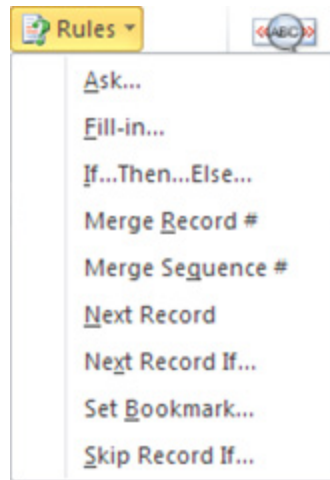 Rules
«ABC»
Ask...
Fill-in...
If...Then...Else...
Merge Record #
Merge Sequence #
Next Record
Next Record If...
Set Bookmark...
Skip Record If...